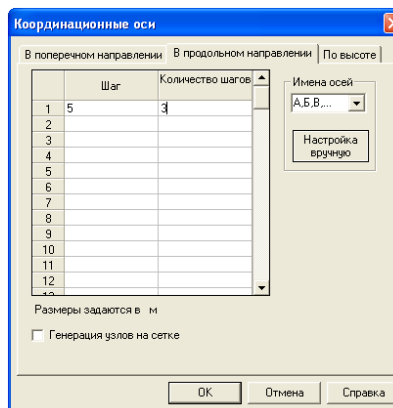 Координационные оси
В поперечном направлении В продольном направлении По высоте
Шаг Количество шагов
1 5 3
2
3
4
5
6
7
8
9
10
11
12
13
Имена осей
А,Б,В,...
Настройка
вручную
Размеры задаются в м
Генерация узлов на сетке
OK Отмена Справка